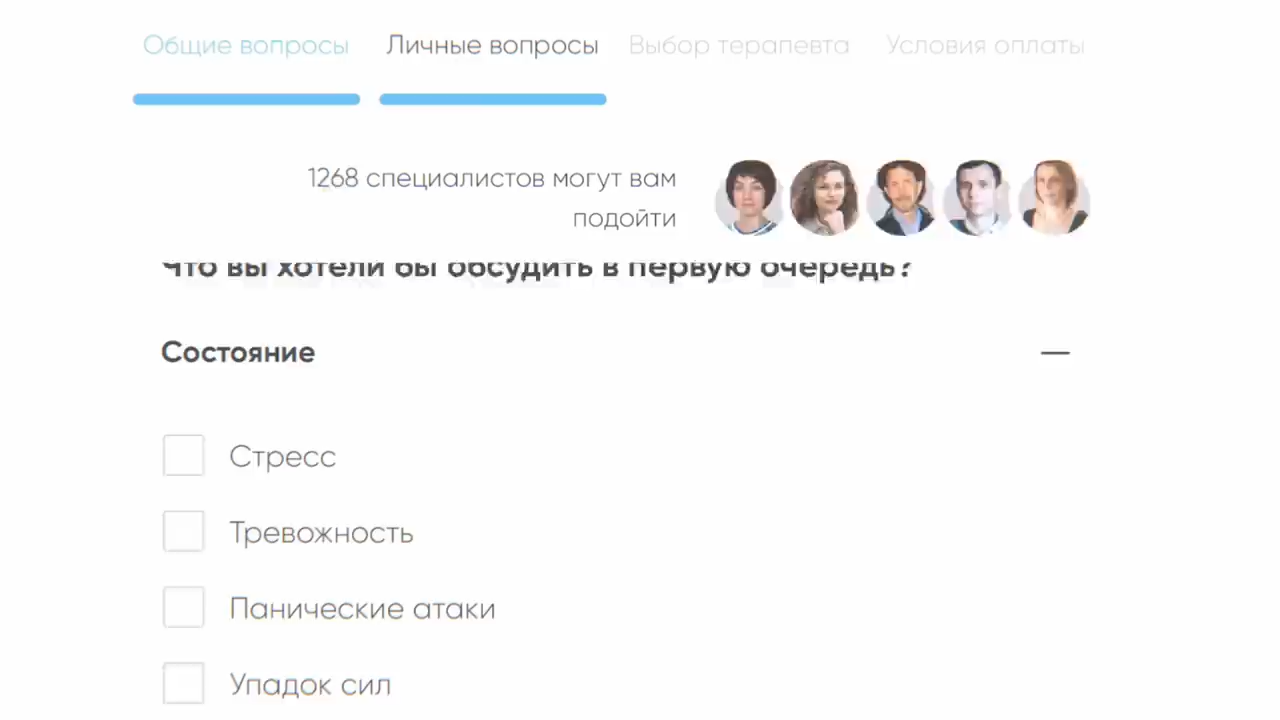 Общие вопросы Личные вопросы Выбор терапевта Условия оплаты
1268 специалистов могут вам
подойти
Что вы хотели бы обсудить в первую очередь?
Состояние
Стресс
Тревожность
Панические атаки
Упадок сил